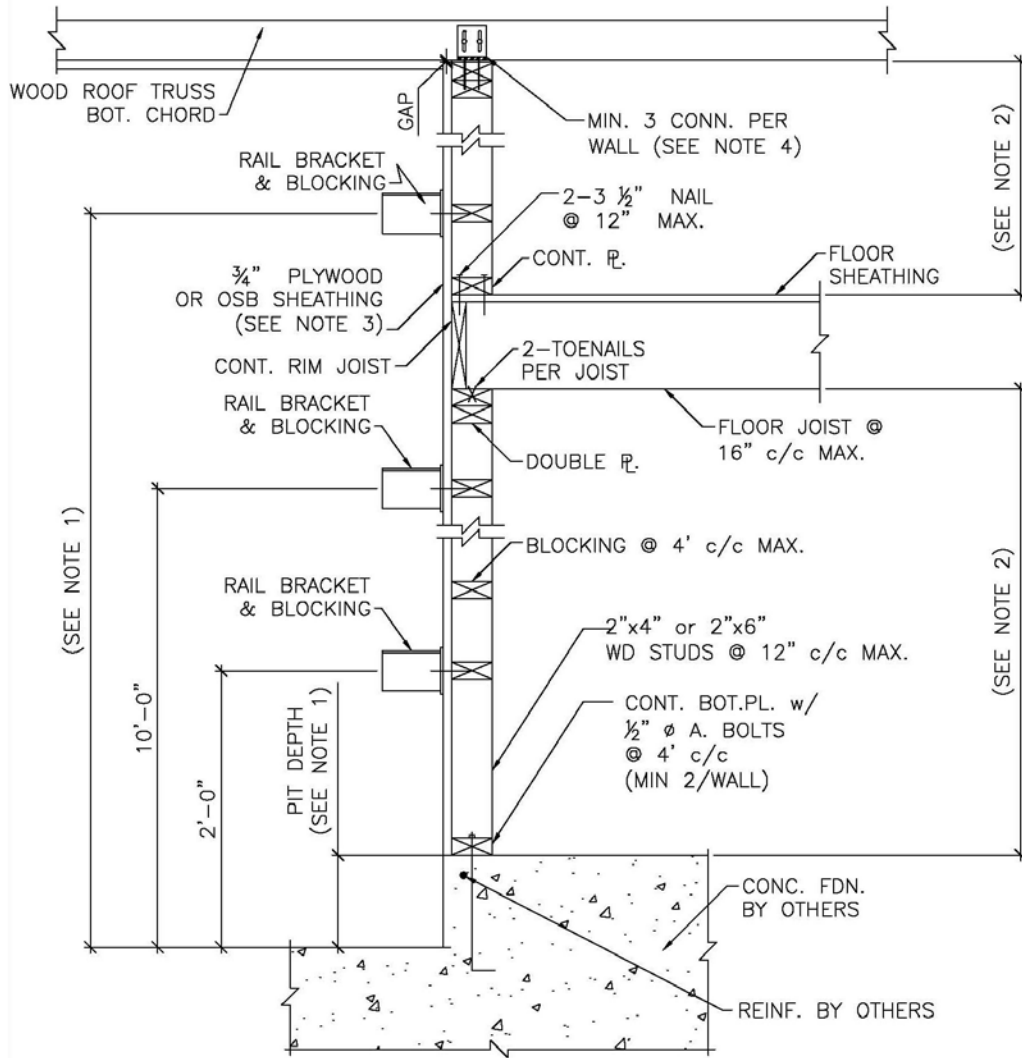 WOOD ROOF TRUSS
BOT. CHORD
GAP
MIN. 3 CONN. PER
WALL (SEE NOTE 4)
(SEE NOTE 2)
RAIL BRACKET
& BLOCKING
2-3 ½" NAIL
@ 12" MAX.
CONT. PL.
FLOOR
SHEATHING
¾" PLYWOOD
OR OSB SHEATHING
(SEE NOTE 3)
CONT. RIM JOIST
2-TOENAILS
PER JOIST
RAIL BRACKET
& BLOCKING
FLOOR JOIST @
16" c/c MAX.
DOUBLE PL.
(SEE NOTE 1)
BLOCKING @ 4' c/c MAX.
RAIL BRACKET
& BLOCKING
2"x4" or 2"x6"
WD STUDS @ 12" c/c MAX.
(SEE NOTE 2)
10'-0"
2'-0"
PIT DEPTH
(SEE NOTE 1)
CONT. BOT.PL. w/
½" ø A. BOLTS
@ 4' c/c
(MIN 2/WALL)
CONC. FDN.
BY OTHERS
REINF. BY OTHERS